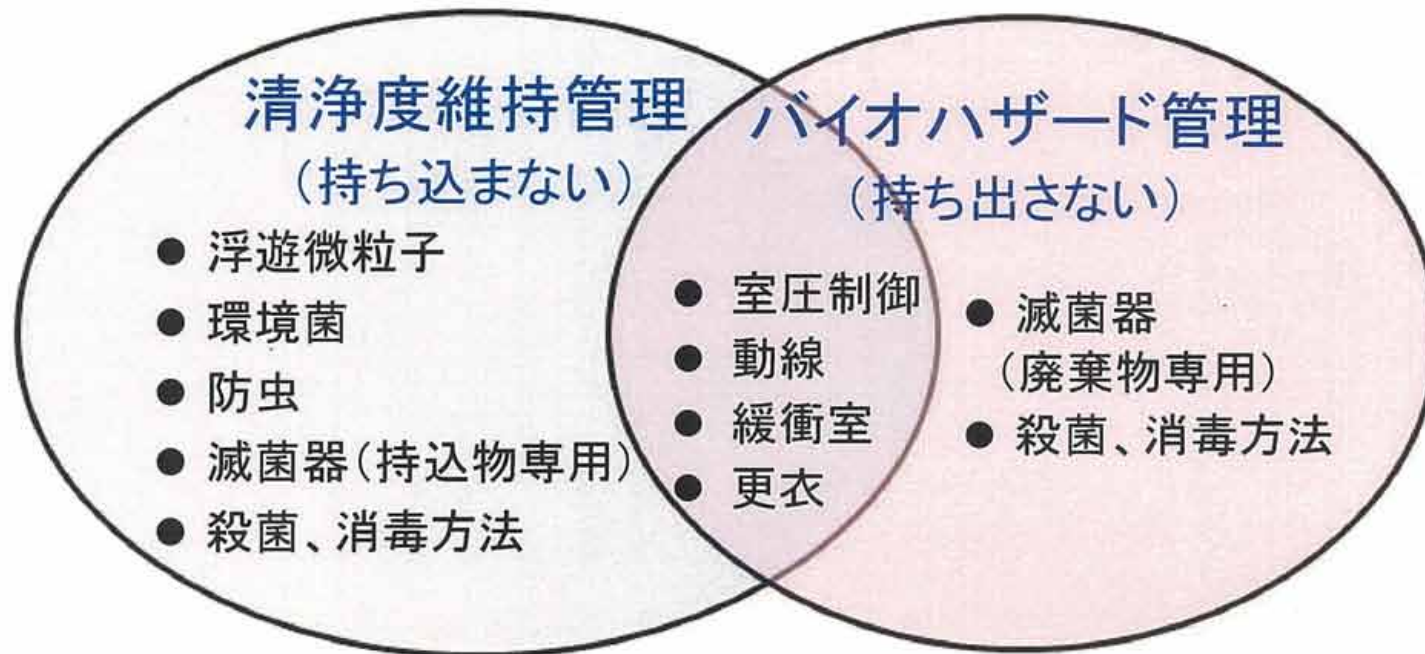 清浄度維持管理
（持ち込まない）
● 浮遊微粒子
● 環境菌
● 防虫
● 滅菌器（持込物専用）
● 殺菌、消毒方法
● 室圧制御
● 動線
● 緩衝室
● 更衣
バイオハザード管理
（持ち出さない）
● 滅菌器
（廃棄物専用）
● 殺菌、消毒方法